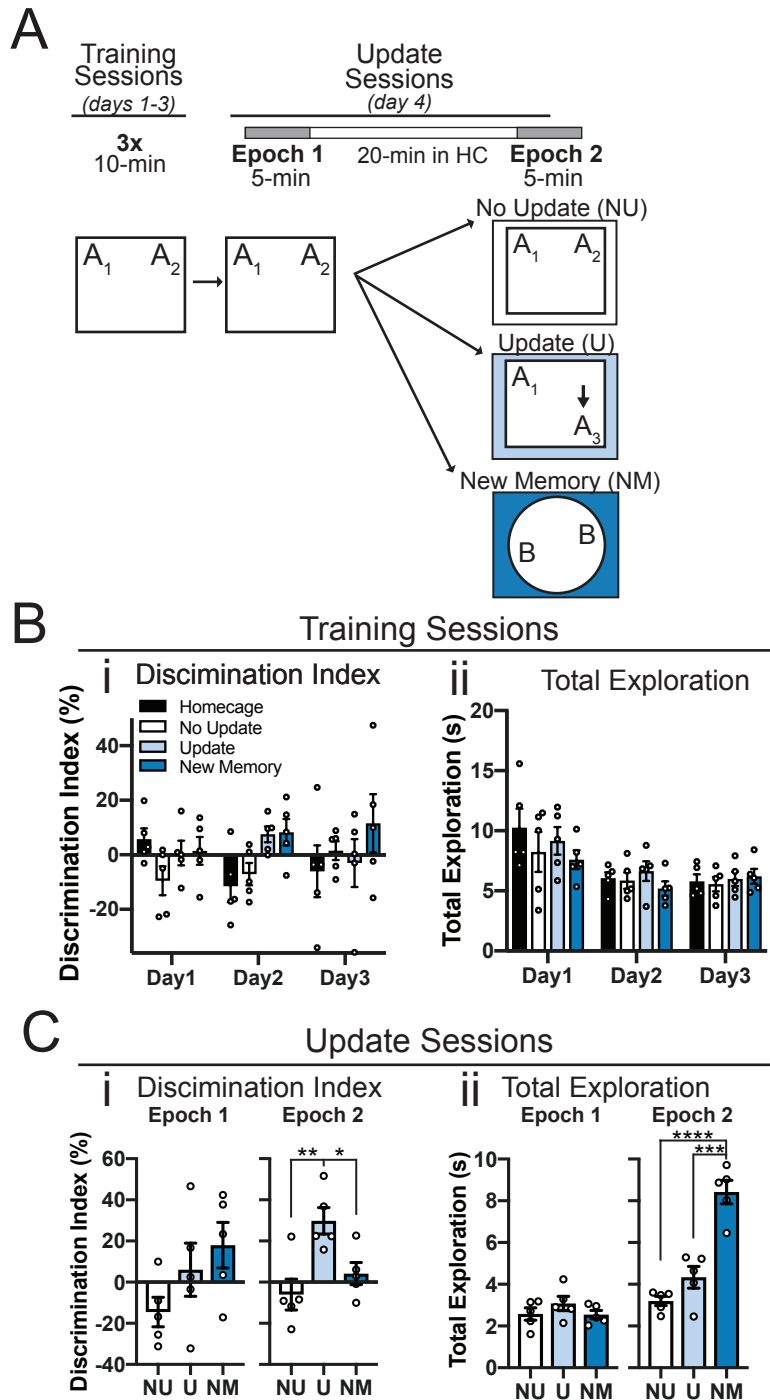 A
Training
Sessions
(days 1-3)
3x
10-min
Update
Sessions
(day 4)
Epoch 1
5-min
20-min in HC
Epoch 2
5-min
No Update (NU)
A1 A2
A1 A2
A1 A2
Update (U)
A1
A3
New Memory (NM)
B B
B
Training Sessions
i Discimination Index
Homecage
No Update
Update
New Memory
Discrimination Index (%)
40
20
0
-20
Day1 Day2 Day3
ii Total Exploration
Total Exploration (s)
20
15
10
5
0
Day1 Day2 Day3
C
Update Sessions
i Discimination Index
Epoch 1 Epoch 2
Discrimination Index (%)
60
40
20
0
-20
-40
** *
NU U NM NU U NM
ii Total Exploration
Epoch 1 Epoch 2
Total Exploration (s)
10
8
6
4
2
0
****
***
NU U NM NU U NM